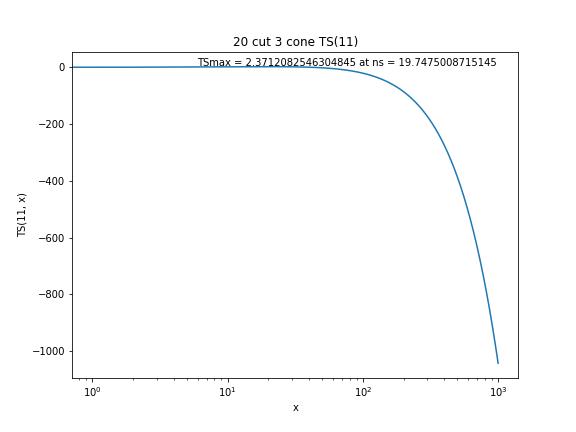 20 cut 3 cone TS(11)
TSmax = 2.3712082546304845 at ns = 19.7475008715145
0
−200
−400
−600
−800
−1000
TS(11, x)
10⁰
10¹
10²
10³
x